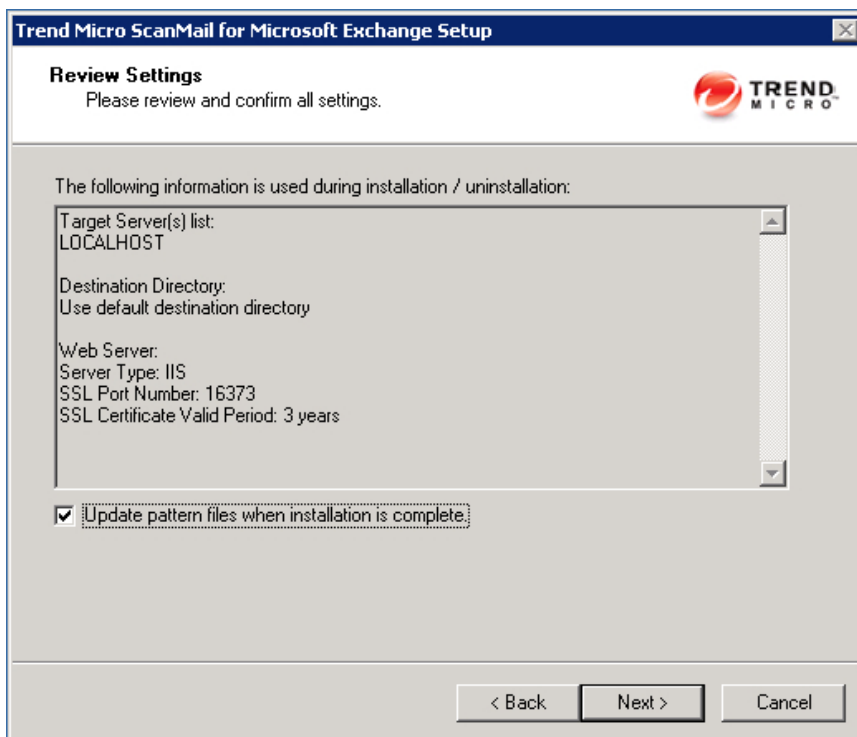 Trend Micro ScanMail for Microsoft Exchange Setup
Review Settings
Please review and confirm all settings.
TREND
MICRO
The following information is used during installation / uninstallation:
Target Server(s) list:
LOCALHOST
Destination Directory:
Use default destination directory
Web Server:
Server Type: IIS
SSL Port Number: 16373
SSL Certificate Valid Period: 3 years
Update pattern files when installation is complete.
< Back
Next >
Cancel